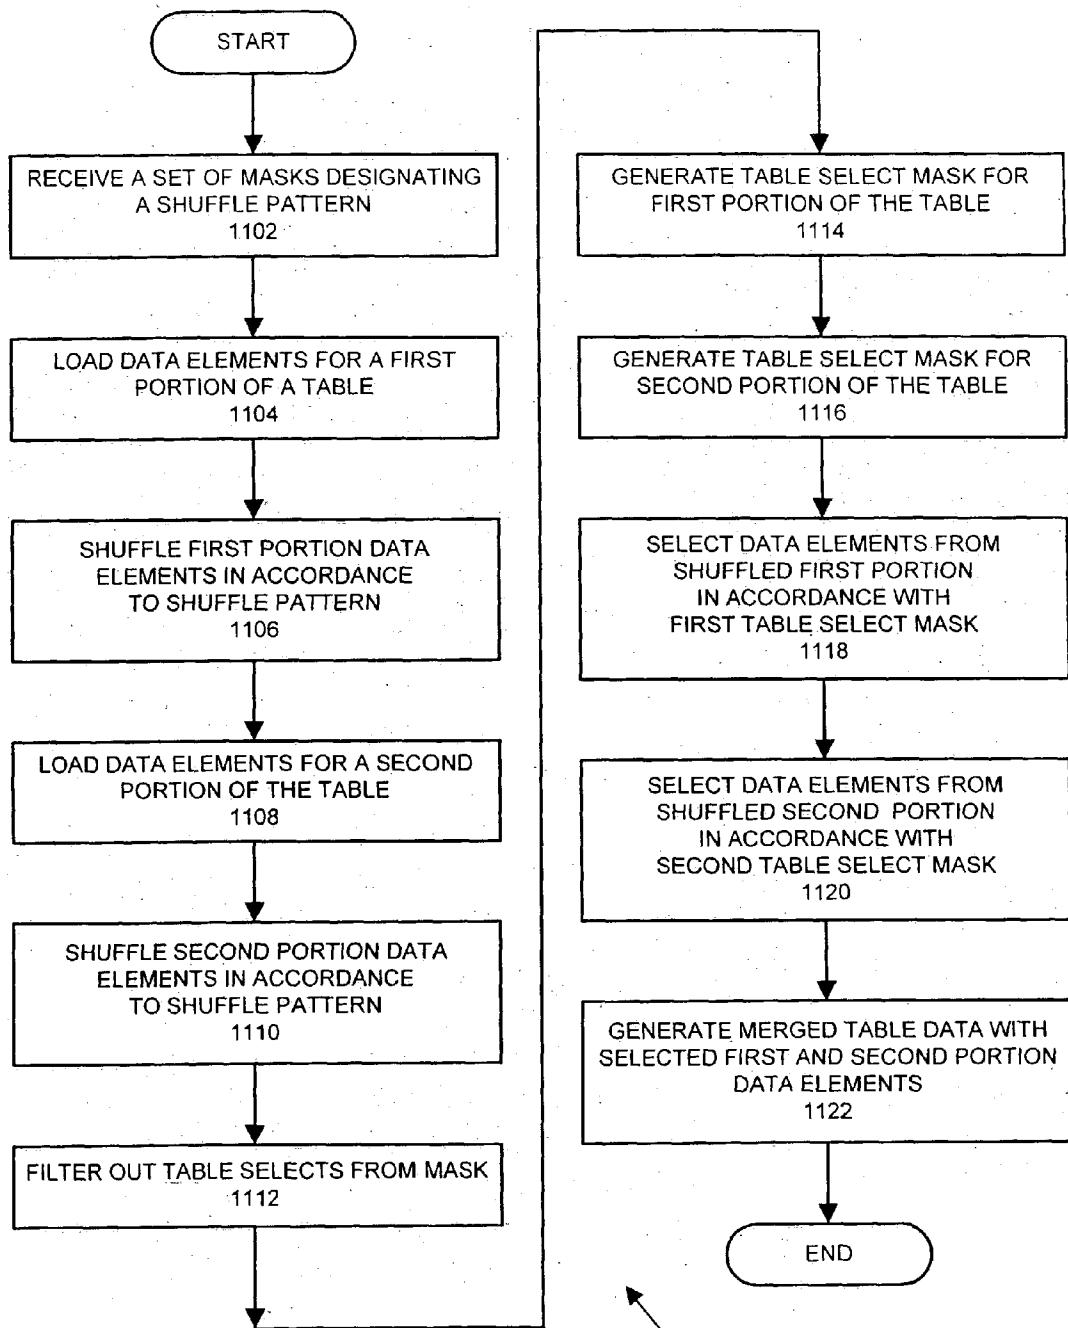 START
RECEIVE A SET OF MASKS DESIGNATING
A SHUFFLE PATTERN
1102
LOAD DATA ELEMENTS FOR A FIRST
PORTION OF A TABLE
1104
SHUFFLE FIRST PORTION DATA
ELEMENTS IN ACCORDANCE
TO SHUFFLE PATTERN
1106
LOAD DATA ELEMENTS FOR A SECOND
PORTION OF THE TABLE
1108
SHUFFLE SECOND PORTION DATA
ELEMENTS IN ACCORDANCE
TO SHUFFLE PATTERN
1110
FILTER OUT TABLE SELECTS FROM MASK
1112
GENERATE TABLE SELECT MASK FOR
FIRST PORTION OF THE TABLE
1114
GENERATE TABLE SELECT MASK FOR
SECOND PORTION OF THE TABLE
1116
SELECT DATA ELEMENTS FROM
SHUFFLED FIRST PORTION
IN ACCORDANCE WITH
FIRST TABLE SELECT MASK
1118
SELECT DATA ELEMENTS FROM
SHUFFLED SECOND PORTION
IN ACCORDANCE WITH
SECOND TABLE SELECT MASK
1120
GENERATE MERGED TABLE DATA WITH
SELECTED FIRST AND SECOND PORTION
DATA ELEMENTS
1122
END